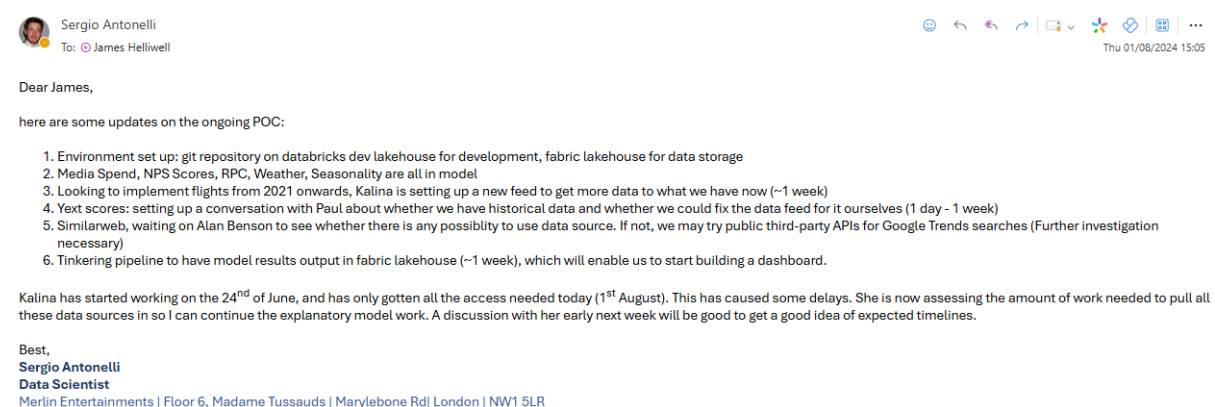 Sergio Antonelli
To: James Helliwell
Thu 01/08/2024 15:05
Dear James,
here are some updates on the ongoing POC:
1. Environment set up: git repository on databricks dev lakehouse for development, fabric lakehouse for data storage
2. Media Spend, NPS Scores, RPC, Weather, Seasonality are all in model
3. Looking to implement flights from 2021 onwards, Kalina is setting up a new feed to get more data to what we have now (~1 week)
4. Yext scores: setting up a conversation with Paul about whether we have historical data and whether we could fix the data feed for it ourselves (1 day - 1 week)
5. Similarweb, waiting on Alan Benson to see whether there is any possiblity to use data source. If not, we may try public third-party APIs for Google Trends searches (Further investigation
necessary)
6. Tinkering pipeline to have model results output in fabric lakehouse (~1 week), which will enable us to start building a dashboard.
Kalina has started working on the 24nd of June, and has only gotten all the access needed today (1st August). This has caused some delays. She is now assessing the amount of work needed to pull all
these data sources in so I can continue the explanatory model work. A discussion with her early next week will be good to get a good idea of expected timelines.
Best,
Sergio Antonelli
Data Scientist
Merlin Entertainments | Floor 6, Madame Tussauds | Marylebone Rd| London | NW1 5LR